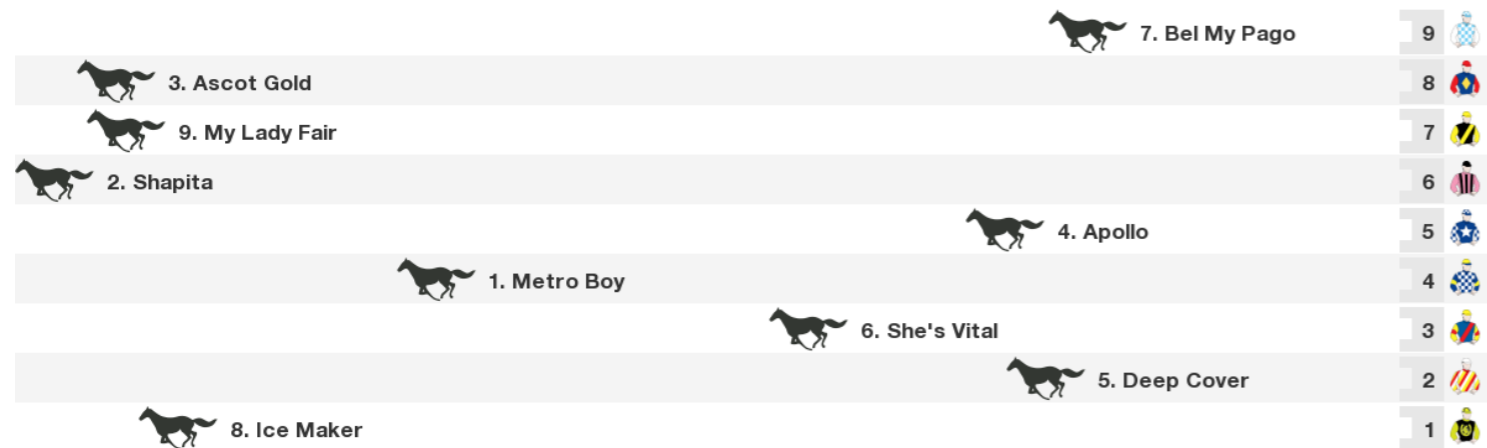 7. Bel My Pago 9
3. Ascot Gold 8
9. My Lady Fair 7
2. Shapita 6
4. Apollo 5
1. Metro Boy 4
6. She's Vital 3
5. Deep Cover 2
8. Ice Maker 1